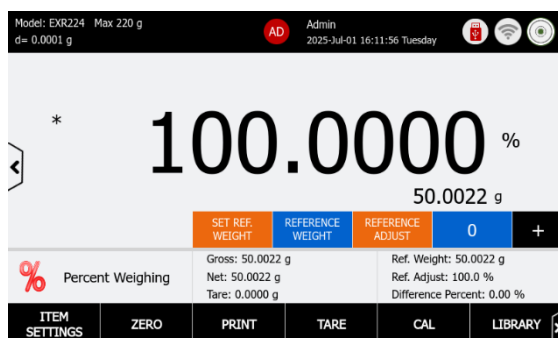 Model: EXR224 Max 220 g
d= 0.0001 g
AD
Admin
2025-Jul-01 16:11:56 Tuesday
* 100.0000 %
50.0022 g
SET REF.
WEIGHT
REFERENCE
WEIGHT
REFERENCE
ADJUST
0
+
% Percent Weighing
Gross: 50.0022 g
Net: 50.0022 g
Tare: 0.0000 g
Ref. Weight: 50.0022 g
Ref. Adjust: 100.0 %
Difference Percent: 0.00 %
ITEM
SETTINGS
ZERO
PRINT
TARE
CAL
LIBRARY